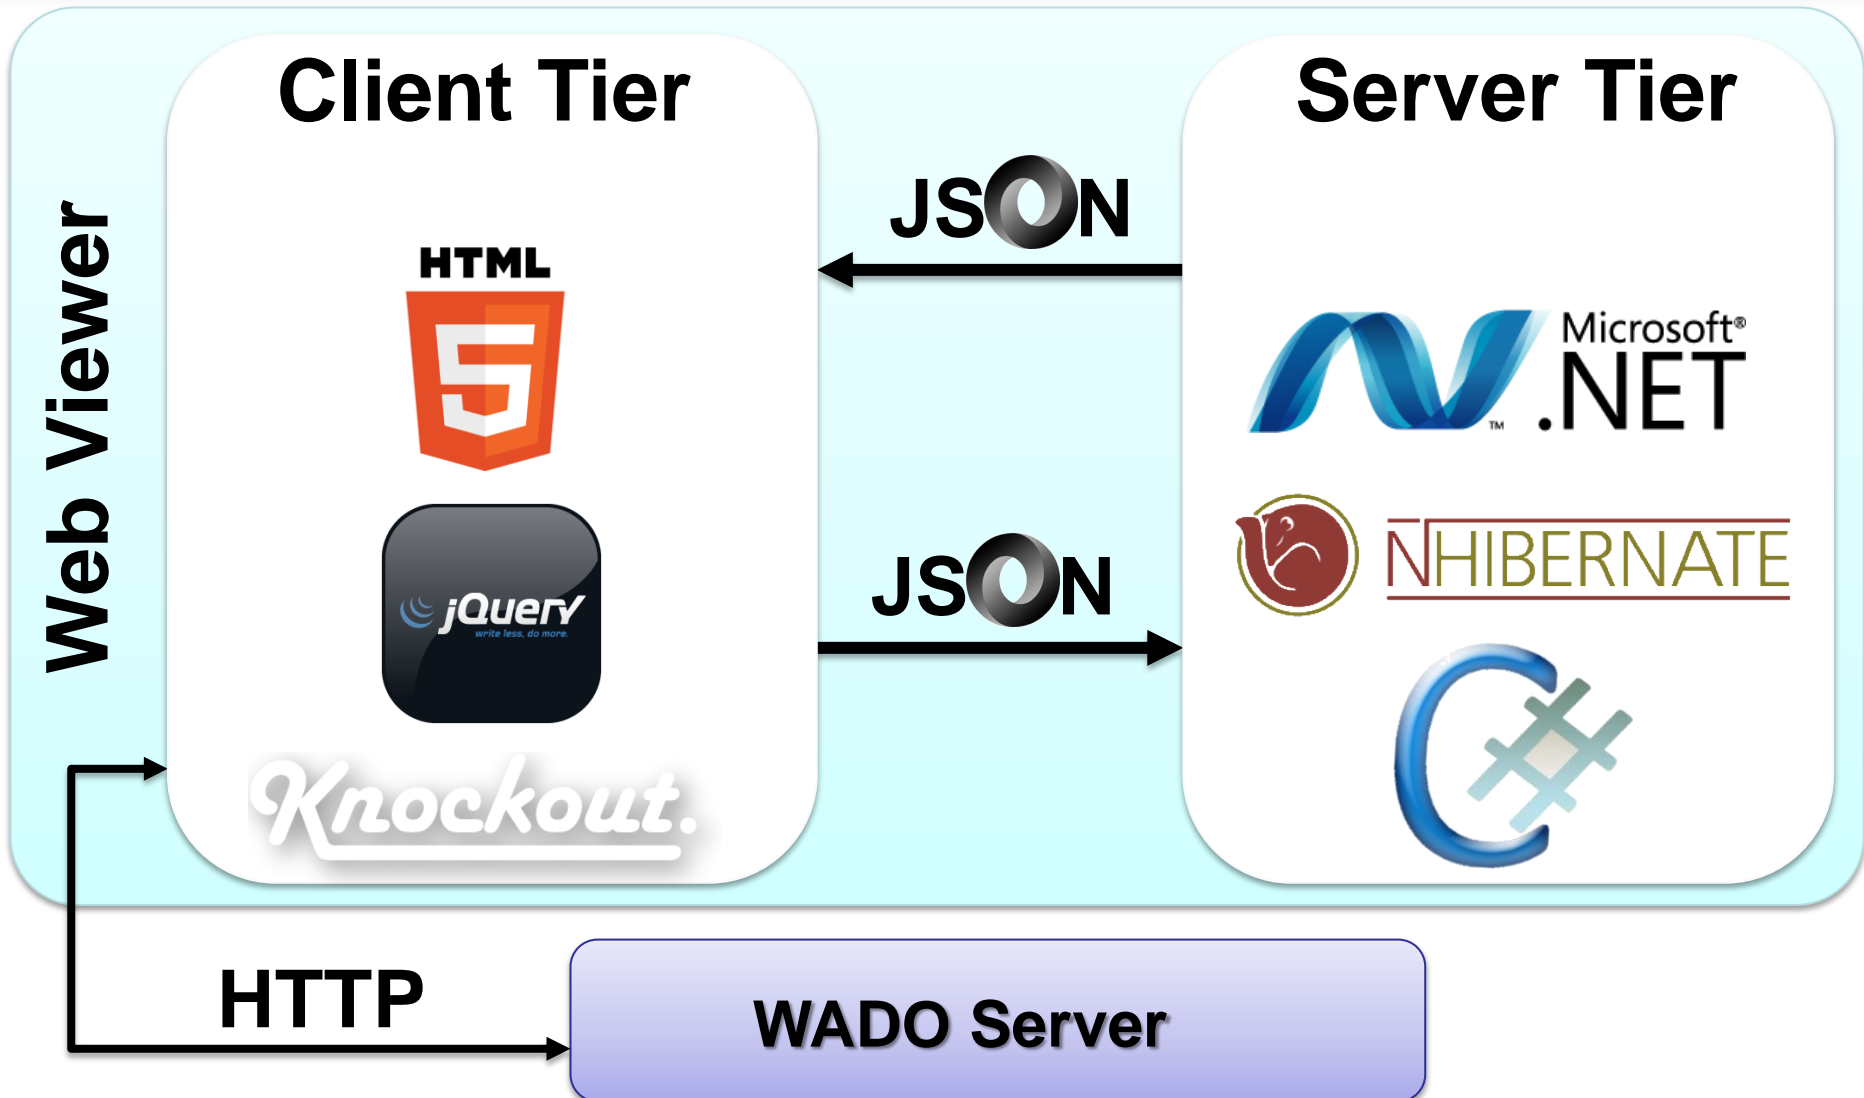 Client Tier
Server Tier
Web Viewer
JSON
HTML
5
Microsoft®
.NET
™
NHIBERNATE
jQuery
write less, do more.
JSON
C#
Knockout.
HTTP
WADO Server